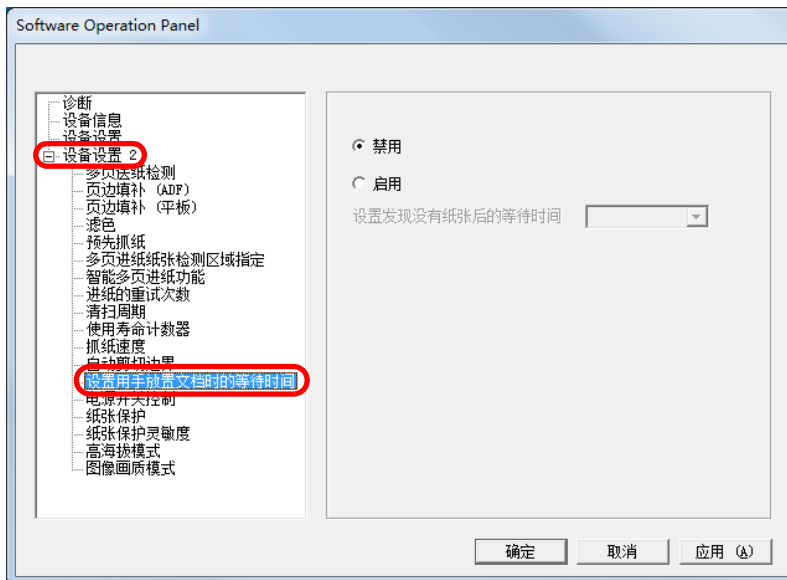 Software Operation Panel
诊断
设备信息
设备设置
设备设置 2
多页送纸检测
页边填补 (ADF)
页边填补 (平板)
滤色
预先抓纸
多页进纸纸张检测区域指定
智能多页进纸功能
进纸的重试次数
清扫周期
使用寿命计数器
抓纸速度
自动剪切边界
设置用手放置文档时的等待时间
电源开关控制
纸张保护
纸张保护灵敏度
高海拔模式
图像画质模式
禁用
启用
设置发现没有纸张后的等待时间
确定
取消
应用 (A)